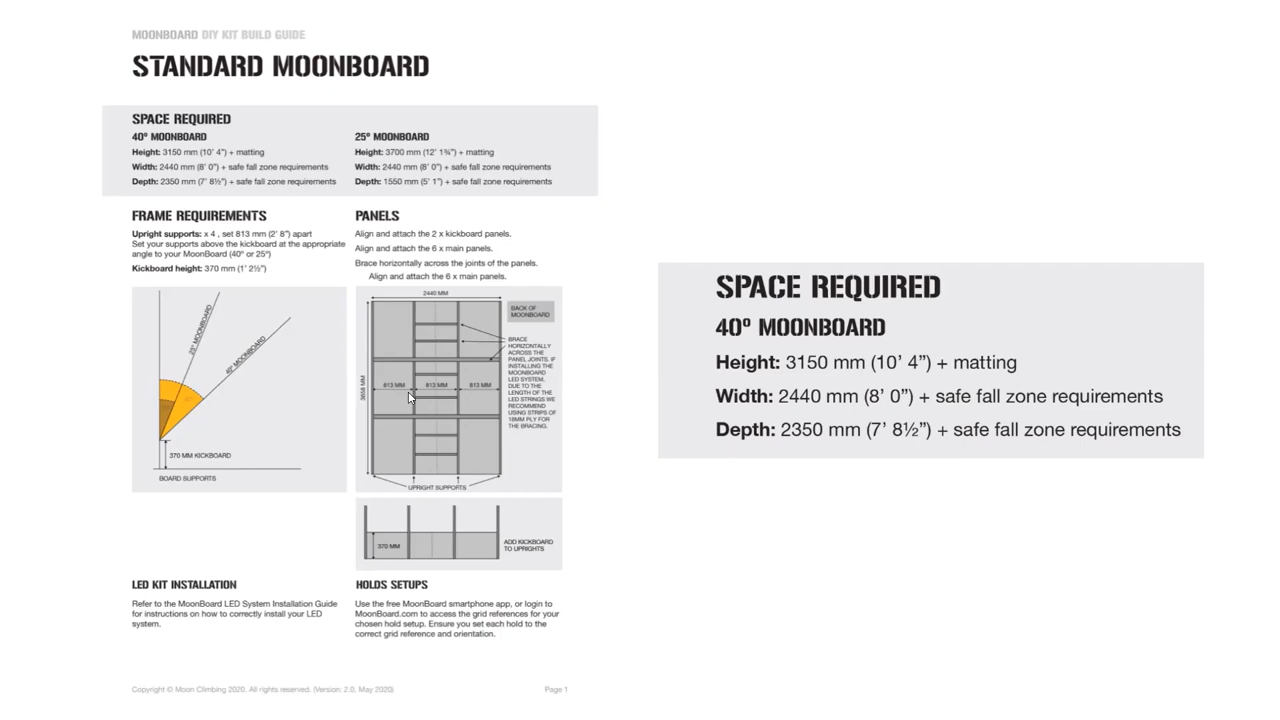 MOONBOARD DIY KIT BUILD GUIDE
STANDARD MOONBOARD
SPACE REQUIRED
40º MOONBOARD
Height: 3150 mm (10’ 4”) + matting
Width: 2440 mm (8’ 0”) + safe fall zone requirements
Depth: 2350 mm (7’ 8½”) + safe fall zone requirements
25º MOONBOARD
Height: 3700 mm (12’ 1¾”) + matting
Width: 2440 mm (8’ 0”) + safe fall zone requirements
Depth: 1550 mm (5’ 1”) + safe fall zone requirements
FRAME REQUIREMENTS
Upright supports: x 4 , set 813 mm (2’ 8”) apart
Set your supports above the kickboard at the appropriate
angle to your MoonBoard (40º or 25º)
Kickboard height: 370 mm (1’ 2½”)
25° MOONBOARD
40° MOONBOARD
370 MM KICKBOARD
BOARD SUPPORTS
PANELS
Align and attach the 2 x kickboard panels.
Align and attach the 6 x main panels.
Brace horizontally across the joints of the panels.
Align and attach the 6 x main panels.
2440 MM
BACK OF
MOONBOARD
BRACE
HORIZONTALLY
ACROSS THE
PANEL JOINTS. IF
INSTALLING THE
MOONBOARD
LED SYSTEM,
DUE TO THE
LENGTH OF THE
LED STRINGS WE
RECOMMEND
USING STRIPS OF
18MM PLY FOR
THE BRACING.
3658 MM
813 MM
813 MM
813 MM
UPRIGHT SUPPORTS
370 MM
ADD KICKBOARD
TO UPRIGHTS
LED KIT INSTALLATION
Refer to the MoonBoard LED System Installation Guide
for instructions on how to correctly install your LED
system.
HOLDS SETUPS
Use the free MoonBoard smartphone app, or login to
MoonBoard.com to access the grid references for your
chosen hold setup. Ensure you set each hold to the
correct grid reference and orientation.
Copyright © Moon Climbing 2020. All rights reserved. (Version: 2.0, May 2020)
Page 1
SPACE REQUIRED
40º MOONBOARD
Height: 3150 mm (10’ 4”) + matting
Width: 2440 mm (8’ 0”) + safe fall zone requirements
Depth: 2350 mm (7’ 8½”) + safe fall zone requirements